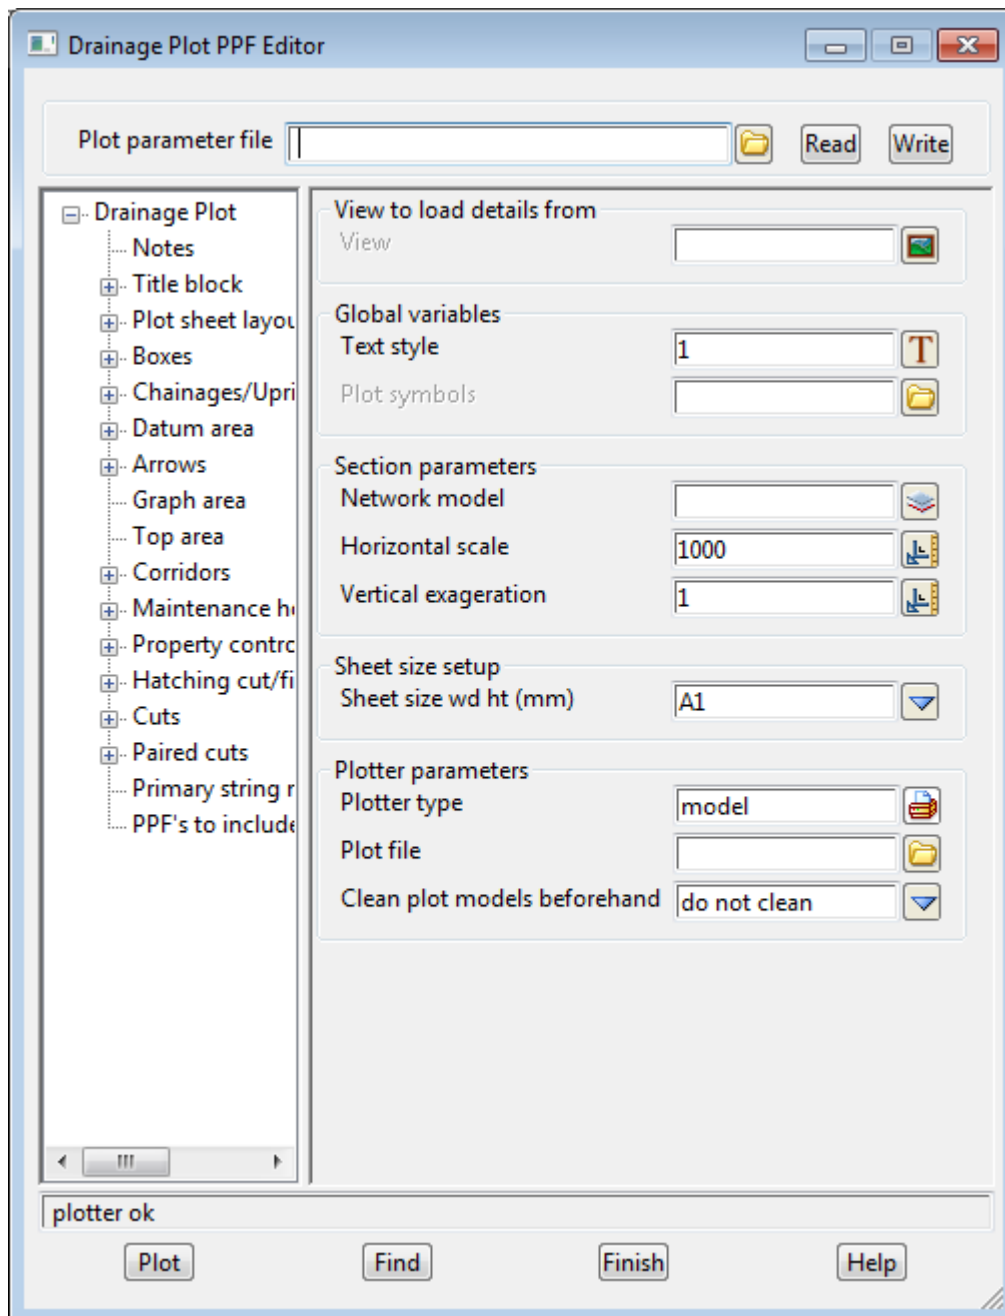 Drainage Plot PPF Editor
Plot parameter file Read Write
Drainage Plot
Notes
Title block
Plot sheet layou
Boxes
Chainages/Upri
Datum area
Arrows
Graph area
Top area
Corridors
Maintenance ho
Property contro
Hatching cut/fi
Cuts
Paired cuts
Primary string r
PPF's to include
View to load details from
View
Global variables
Text style 1
Plot symbols
Section parameters
Network model
Horizontal scale 1000
Vertical exageration 1
Sheet size setup
Sheet size wd ht (mm) A1
Plotter parameters
Plotter type model
Plot file
Clean plot models beforehand do not clean
plotter ok
Plot Find Finish Help